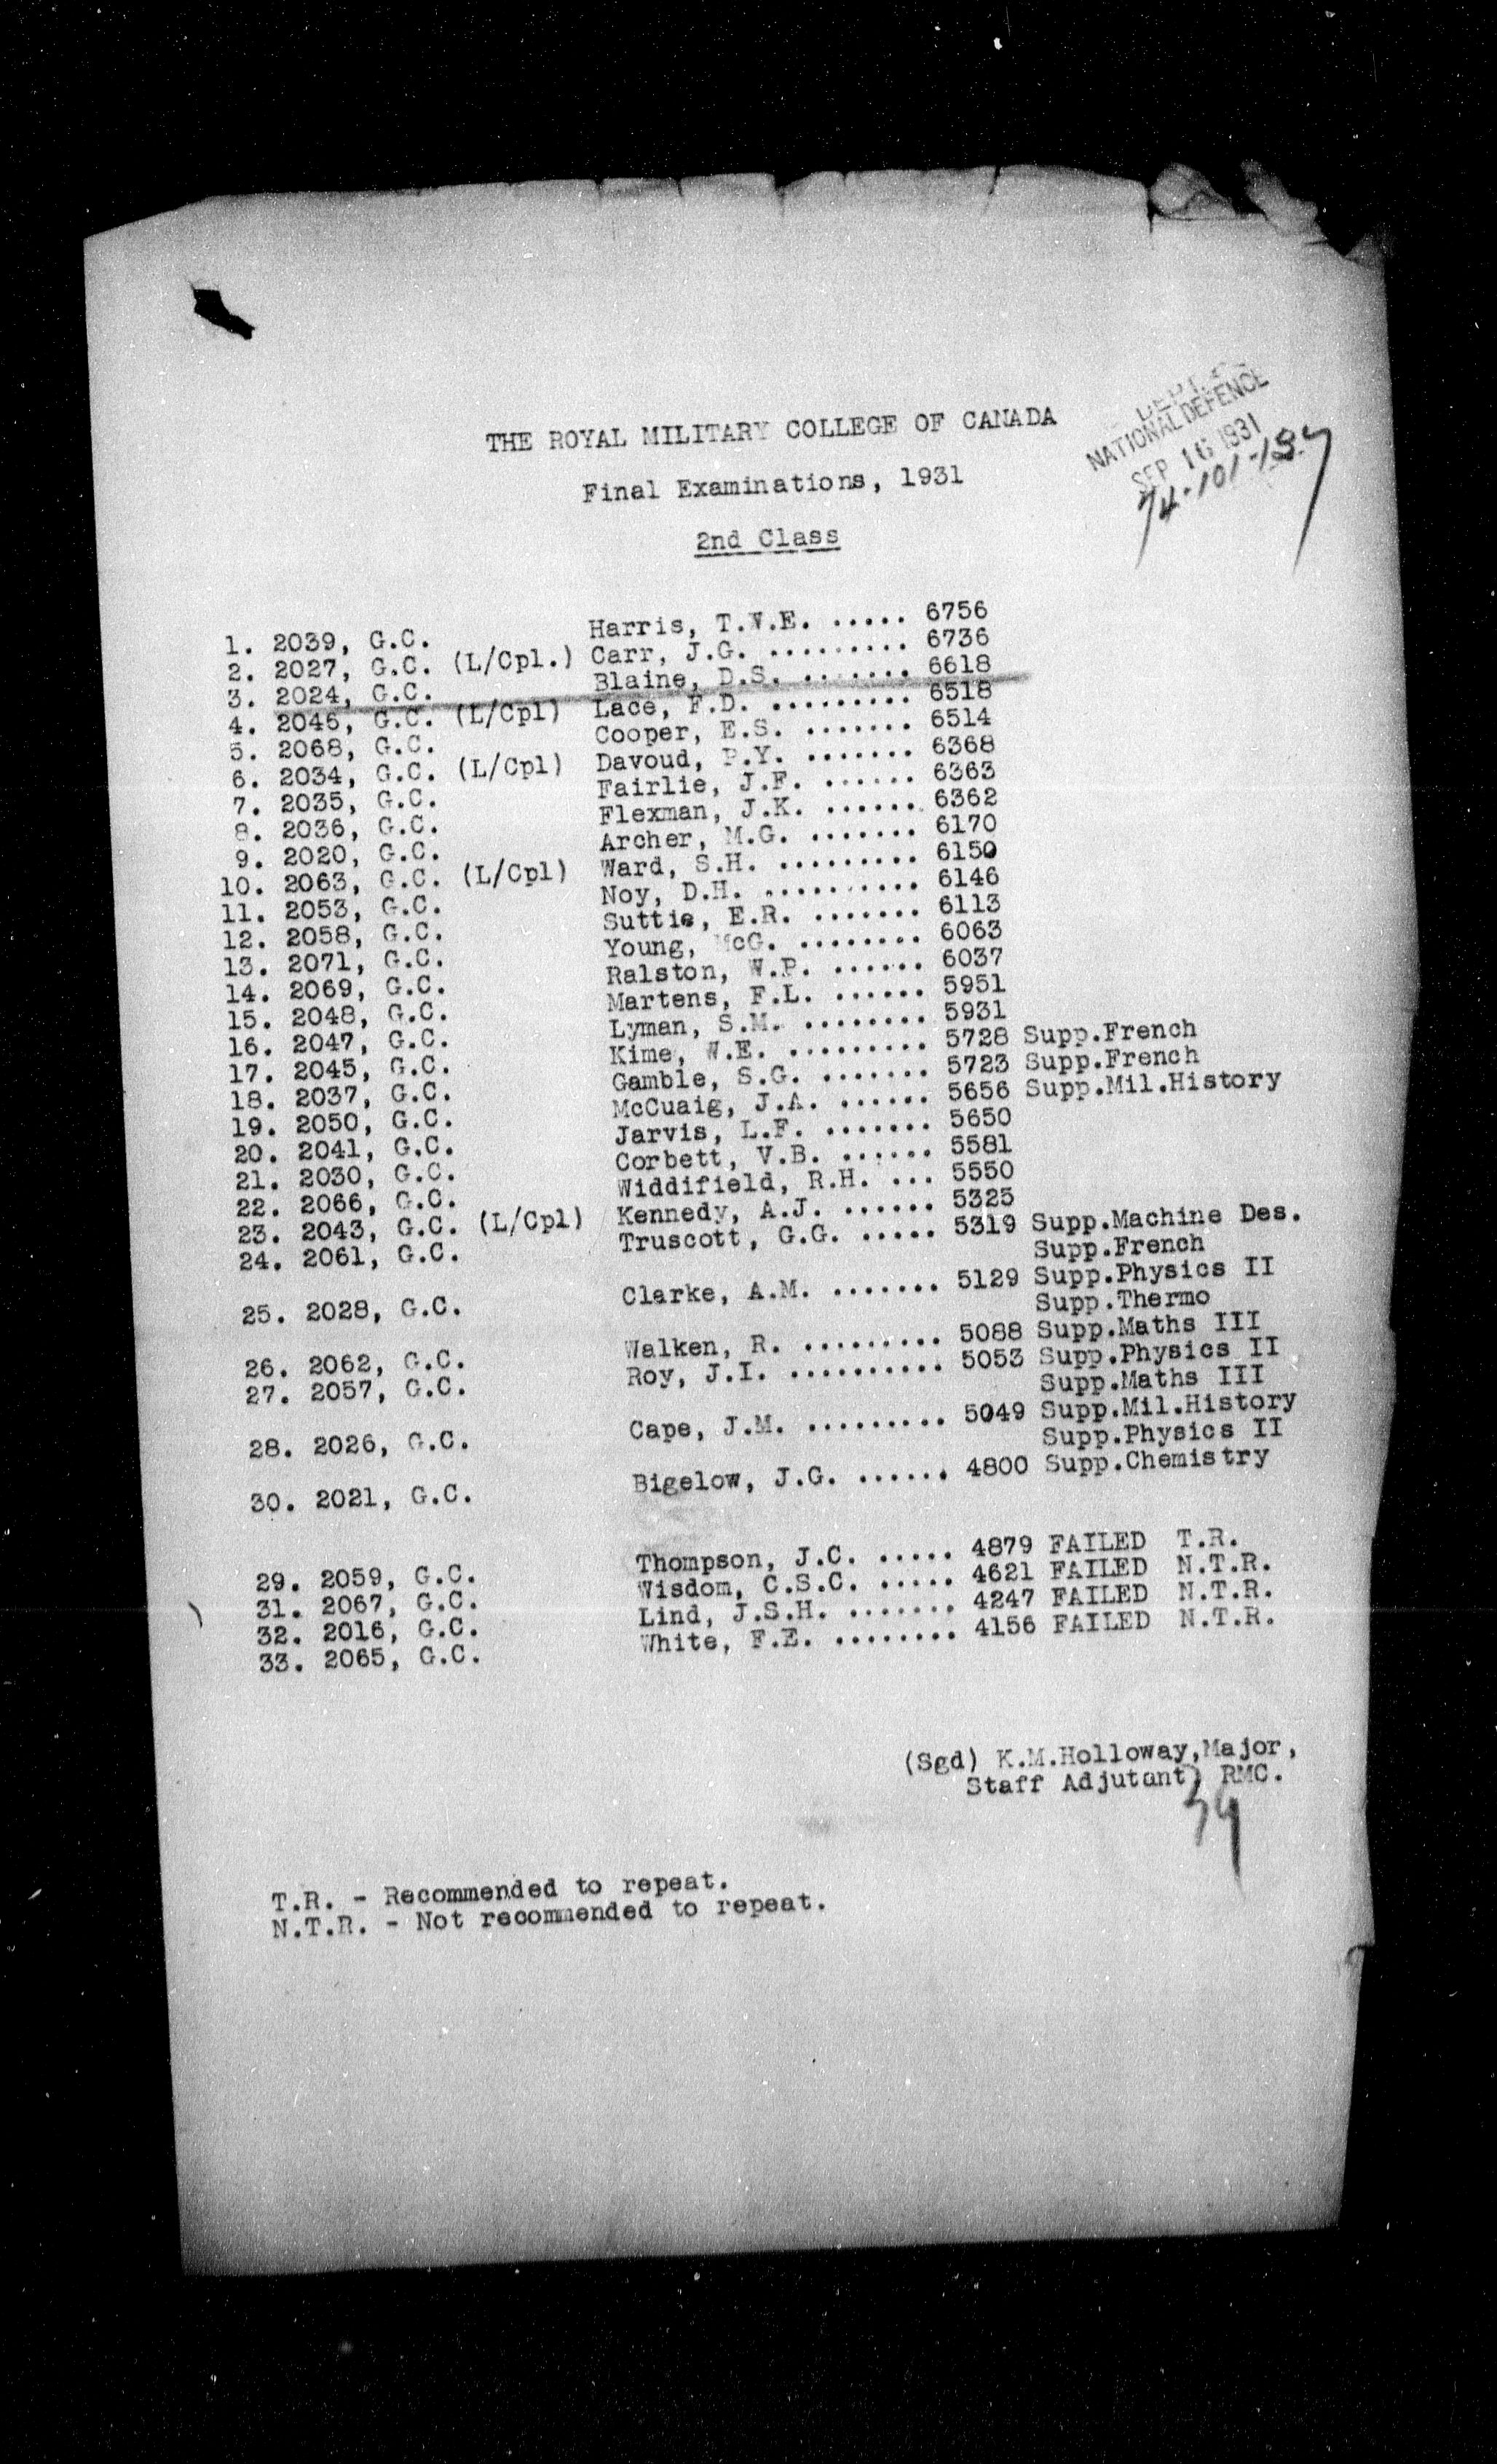 THE ROYAL MILITARY COLLEGE OF CANADA
DEPT. OF
NATIONAL DEFENCE
SEP 16 1931
74-101-187
Final Examinations, 1931
2nd Class
1. 2039, G.C. Harris, T.W.E. ..... 6756
2. 2027, G.C. (L/Cpl.) Carr, J.G. ......... 6736
3. 2024, G.C. Blaine, D.S. ....... 6618
4. 2046, G.C. (L/Cpl) Lace, F.D. ......... 6518
5. 2068, G.C. Cooper, E.S. ....... 6514
6. 2034, G.C. (L/Cpl) Davoud, P.Y. ....... 6368
7. 2035, G.C. Fairlie, J.F. ...... 6363
8. 2036, G.C. Flexman, J.K. ...... 6362
9. 2020, G.C. Archer, M.G. ....... 6170
10. 2063, G.C. (L/Cpl) Ward, S.H. ......... 6150
11. 2053, G.C. Noy, D.H. .......... 6146
12. 2058, G.C. Suttie, E.R. ....... 6113
13. 2071, G.C. Young, McG. ........ 6063
14. 2069, G.C. Ralston, W.P. ...... 6037
15. 2048, G.C. Martens, F.L. ...... 5951
16. 2047, G.C. Lyman, S.M. ........ 5931
17. 2045, G.C. Kime, W.E. ......... 5728 Supp.French
18. 2037, G.C. Gamble, S.G. ....... 5723 Supp.French
19. 2050, G.C. McCuaig, J.A. ...... 5656 Supp.Mil.History
20. 2041, G.C. Jarvis, L.F. ....... 5650
21. 2030, G.C. Corbett, V.B. ...... 5581
22. 2066, G.C. Widdifield, R.H. ... 5550
23. 2043, G.C. (L/Cpl) Kennedy, A.J. ...... 5325
24. 2061, G.C. Truscott, G.G. ..... 5319 Supp.Machine Des.
Supp.French
25. 2028, G.C. Clarke, A.M. ....... 5129 Supp.Physics II
Supp.Thermo
26. 2062, G.C. Walken, R. ......... 5088 Supp.Maths III
27. 2057, G.C. Roy, J.I. .......... 5053 Supp.Physics II
Supp.Maths III
28. 2026, G.C. Cape, J.M. ......... 5049 Supp.Mil.History
Supp.Physics II
30. 2021, G.C. Bigelow, J.G. ...... 4800 Supp.Chemistry
29. 2059, G.C. Thompson, J.C. ..... 4879 FAILED T.R.
31. 2067, G.C. Wisdom, C.S.C. ..... 4621 FAILED N.T.R.
32. 2016, G.C. Lind, J.S.H. ....... 4247 FAILED N.T.R.
33. 2065, G.C. White, F.E. ........ 4156 FAILED N.T.R.
(Sgd) K.M.Holloway,Major,
Staff Adjutant, RMC.
T.R. - Recommended to repeat.
N.T.R. - Not recommended to repeat.